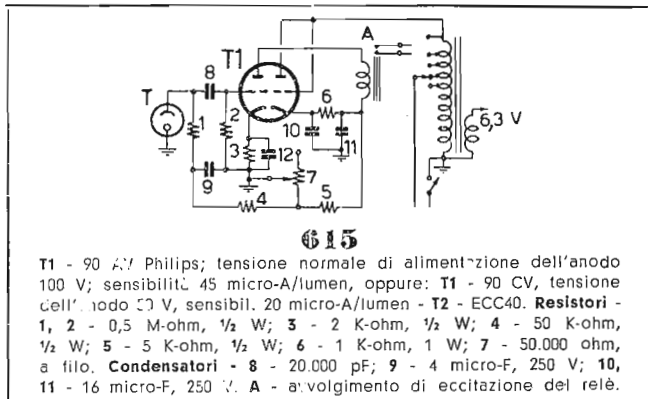 T1
A
8
T
1
2
3
6
10
11
12
9
7
4
5
6,3 V
615
T1 - 90 AV Philips; tensione normale di alimentazione dell'anodo
100 V; sensibilità 45 micro-A/lumen, oppure: T1 - 90 CV, tensione
dell'anodo V, sensibil. 20 micro-A/lumen - T2 - ECC40. Resistori -
1, 2 - 0,5 M-ohm, ½ W; 3 - 2 K-ohm, ½ W; 4 - 50 K-ohm,
½ W; 5 - 5 K-ohm, ½ W; 6 - 1 K-ohm, 1 W; 7 - 50.000 ohm,
a filo. Condensatori - 8 - 20.000 pF; 9 - 4 micro-F, 250 V; 10,
11 - 16 micro-F, 250 V. A - avvolgimento di eccitazione del relè.